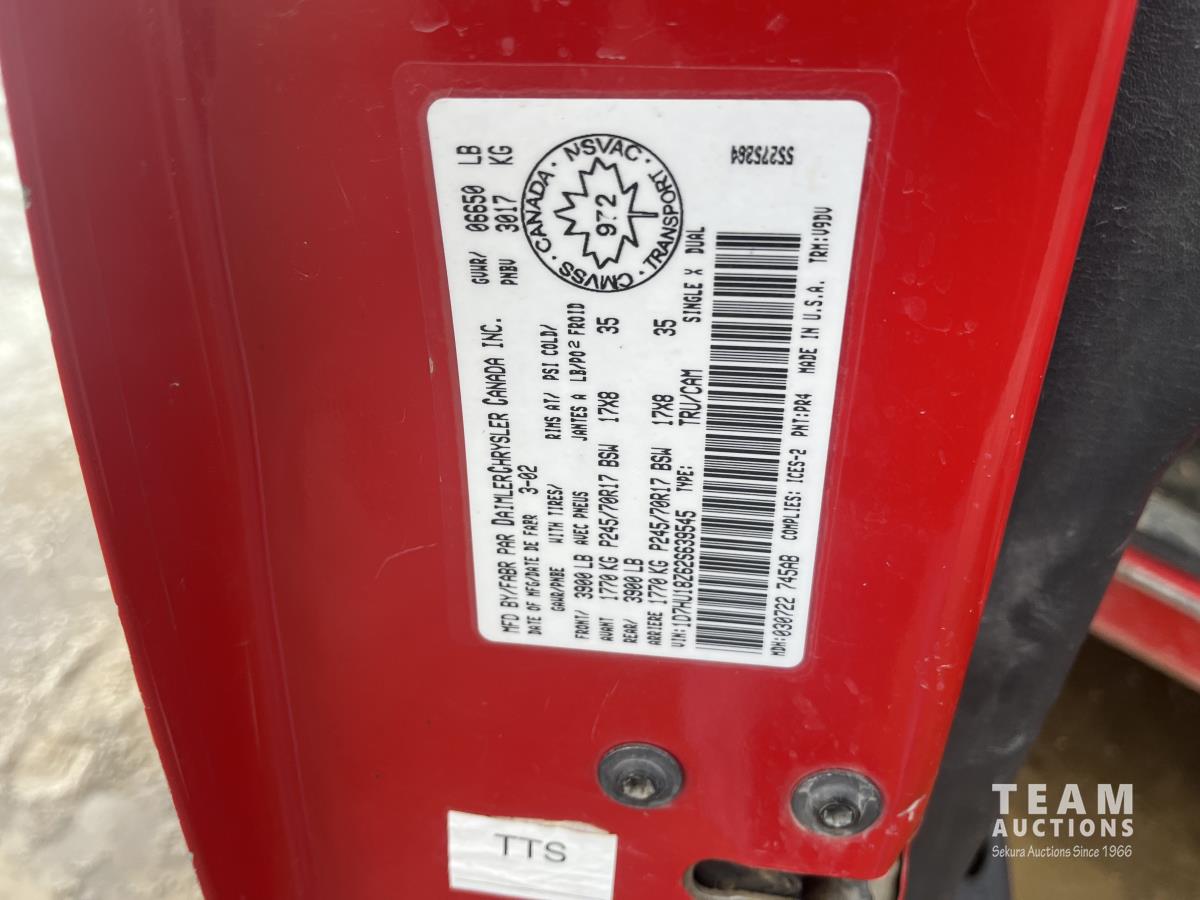 MFD BY/FABR PAR DAIMLERCHRYSLER CANADA INC.
GVWR/ 06650 LB
PNBV 3017 KG
DATE OF MFG/DATE DE FABR 3-02
GAWR/PNBE WITH TIRES/ RIMS AT/ PSI COLD/
FRONT/ 3900 LB AVEC PNEUS JANTES A LB/PO2 FROID
AVANT 1770 KG P245/70R17 BSW 17X8 35
REAR/ 3900 LB
ARRIERE 1770 KG P245/70R17 BSW 17X8 35
VIN:1D7HU18Z62S639545 TYPE: TRU/CAM SINGLE X DUAL
MDH:030722 745AB COMPLIES: ICES-2 PNT:PR4 MADE IN U.S.A. TRM:V9DV
CANADA · NSVAC · TRANSPORT · CMVSS ·
972
55275264
TTS
TEAM
AUCTIONS
Sekura Auctions Since 1966